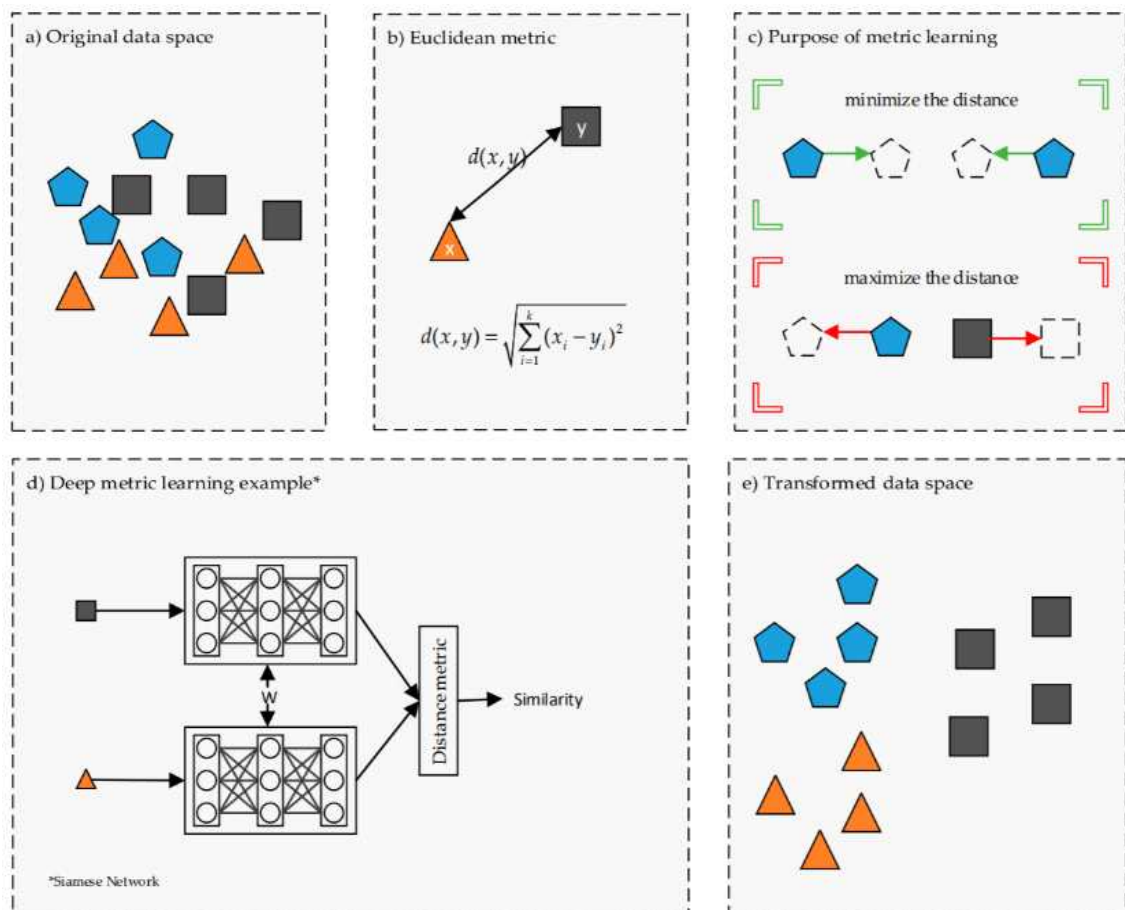 a) Original data space
b) Euclidean metric
y
d(x, y)
x
d(x, y) = √∑_{i=1}^{k} (x_i − y_i)^2
c) Purpose of metric learning
minimize the distance
maximize the distance
d) Deep metric learning example*
W
Distance metric
Similarity
*Siamese Network
e) Transformed data space